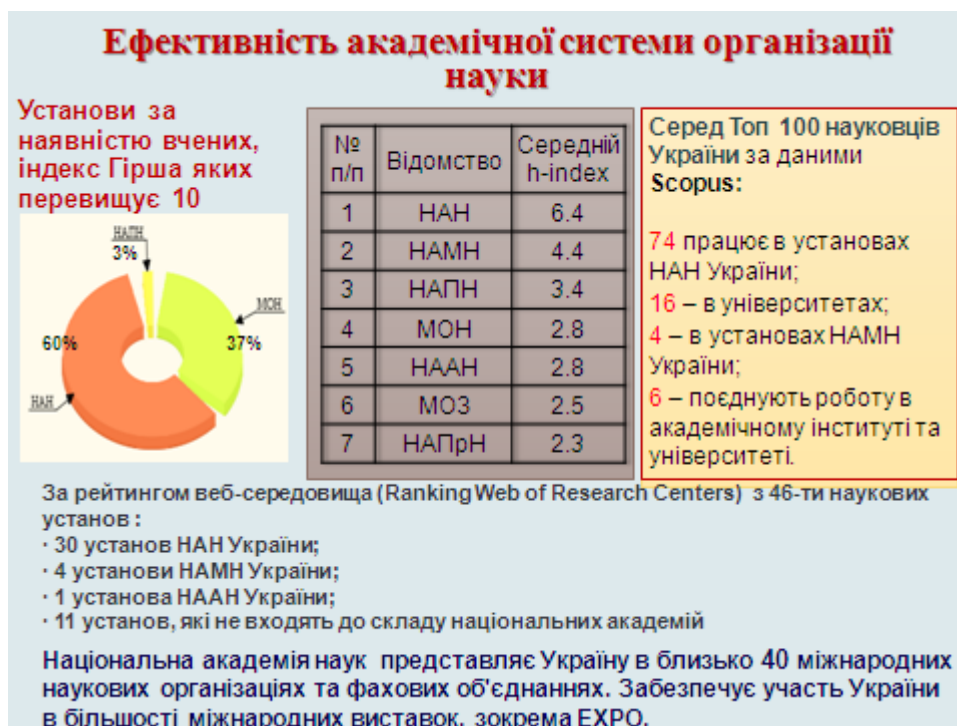 Ефективність академічної системи організації
науки
Установи за
наявністю вчених,
індекс Гірша яких
перевищує 10
НАПН
3%
МОН
37%
60%
НАН
№ п/п Відомство Середній h-index
1 НАН 6.4
2 НАМН 4.4
3 НАПН 3.4
4 МОН 2.8
5 НААН 2.8
6 МОЗ 2.5
7 НАПрН 2.3
Серед Топ 100 науковців
України за даними
Scopus:
74 працює в установах
НАН України;
16 – в університетах;
4 – в установах НАМН
України;
6 – поєднують роботу в
академічному інституті та
університеті.
За рейтингом веб-середовища (Ranking Web of Research Centers) з 46-ти наукових
установ :
· 30 установ НАН України;
· 4 установи НАМН України;
· 1 установа НААН України;
· 11 установ, які не входять до складу національних академій
Національна академія наук представляє Україну в близько 40 міжнародних
наукових організаціях та фахових об'єднаннях. Забезпечує участь України
в більшості міжнародних виставок, зокрема EXPO.